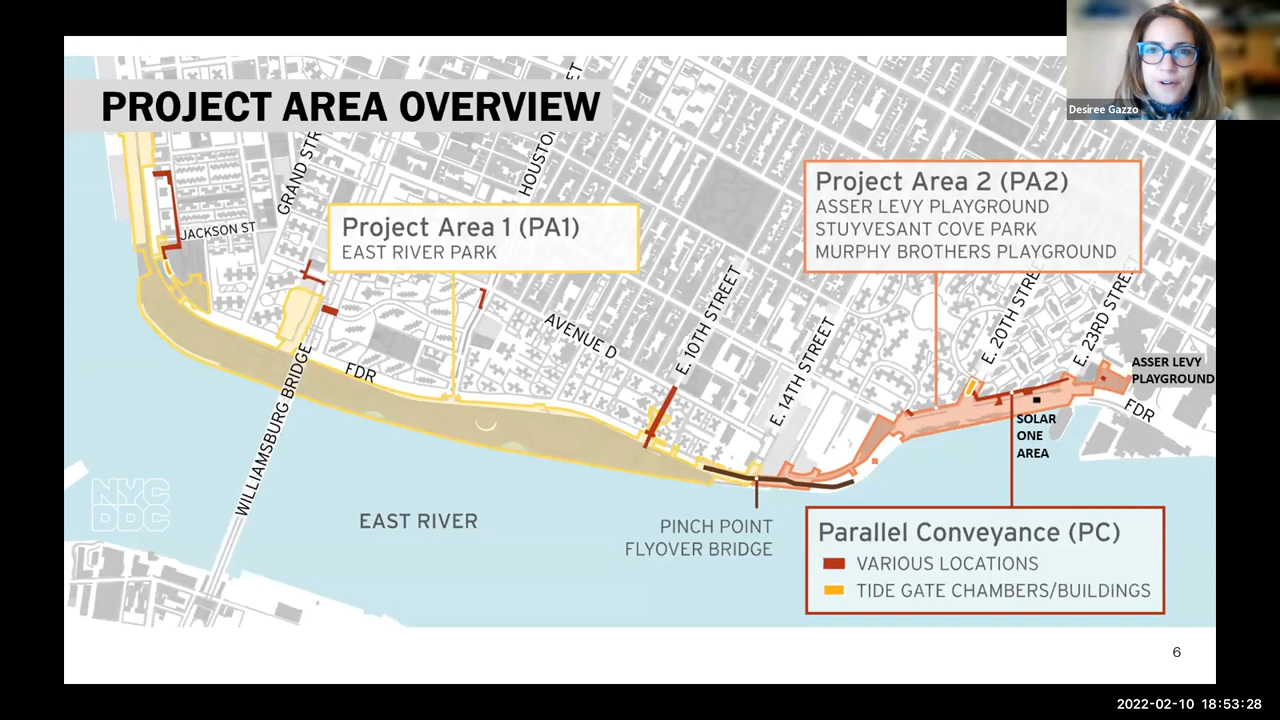 PROJECT AREA OVERVIEW
Desiree Gazzo
GRAND STR
HOUSTO
ET
JACKSON ST
Project Area 1 (PA1)
EAST RIVER PARK
Project Area 2 (PA2)
ASSER LEVY PLAYGROUND
STUYVESANT COVE PARK
MURPHY BROTHERS PLAYGROUND
AVENUE D
E. 10TH STREET
E. 14TH STREET
E. 20TH STREE
E. 23RD STREE
FDR
WILLIAMSBURG BRIDGE
ASSER LEVY
PLAYGROUND
FDR
SOLAR
ONE
AREA
NYC
DDC
EAST RIVER
PINCH POINT
FLYOVER BRIDGE
Parallel Conveyance (PC)
VARIOUS LOCATIONS
TIDE GATE CHAMBERS/BUILDINGS
6
2022-02-10 18:53:28